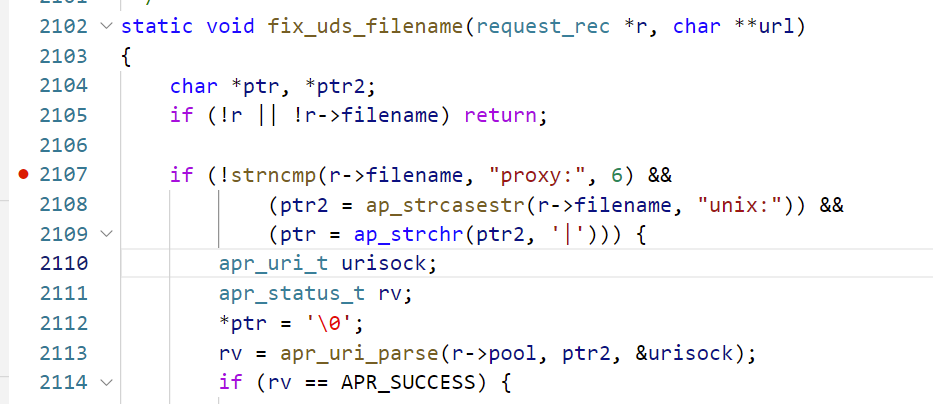 2101 */
2102 static void fix_uds_filename(request_rec *r, char **url)
2103 {
2104     char *ptr, *ptr2;
2105     if (!r || !r->filename) return;
2106
2107     if (!strncmp(r->filename, "proxy:", 6) &&
2108             (ptr2 = ap_strcasestr(r->filename, "unix:")) &&
2109             (ptr = ap_strchr(ptr2, '|'))) {
2110         apr_uri_t urisock;
2111         apr_status_t rv;
2112         *ptr = '\0';
2113         rv = apr_uri_parse(r->pool, ptr2, &urisock);
2114         if (rv == APR_SUCCESS) {